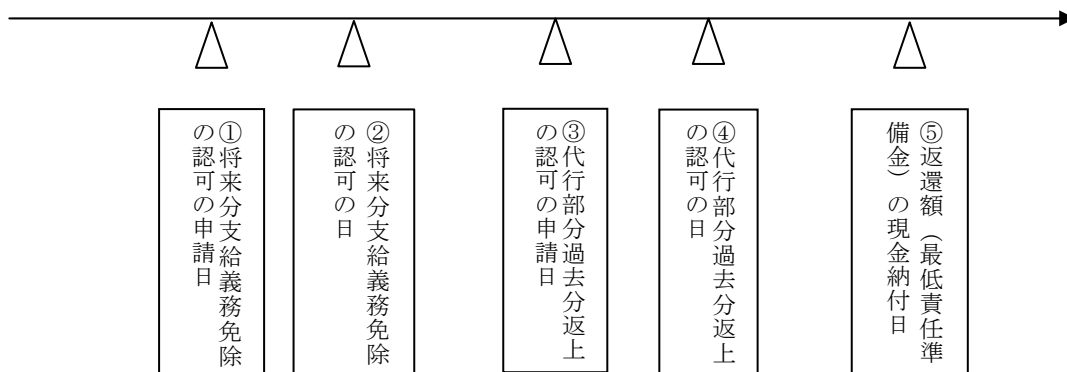 ①将来分支給義務免除
の認可の申請日
②将来分支給義務免除
の認可の日
③代行部分過去分返上
の認可の申請日
④代行部分過去分返上
の認可の日
⑤返還額（最低責任準
備金）の現金納付日